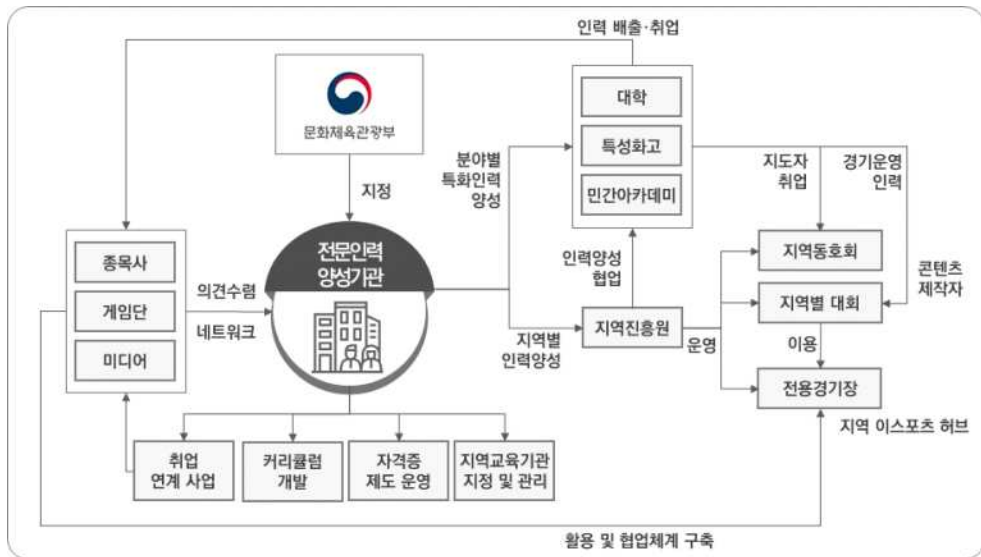 인력 배출·취업
문화체육관광부
지정
대학
특성화고
민간아카데미
분야별
특화인력
양성
지도자
취업
경기운영
인력
종목사
게임단
미디어
의견수렴
네트워크
전문인력
양성기관
인력양성
협업
지역별
인력양성
지역진흥원
운영
지역동호회
지역별 대회
이용
전용경기장
콘텐츠
제작자
지역 이스포츠 허브
취업
연계 사업
커리큘럼
개발
자격증
제도 운영
지역교육기관
지정 및 관리
활용 및 협업체계 구축